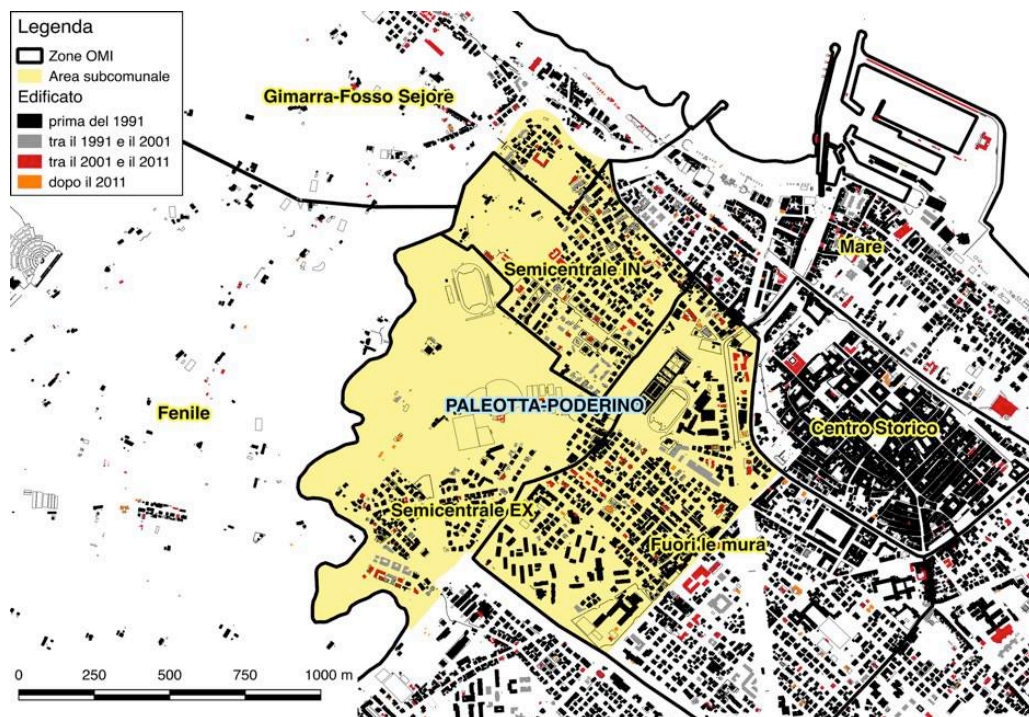 Legenda
Zone OMI
Area subcomunale
Edificato
prima del 1991
tra il 1991 e il 2001
tra il 2001 e il 2011
dopo il 2011
Gimarra-Fosso Sejore
Mare
Semicentrale IN
Fenile
PALEOTTA-PODERINO
Centro Storico
Semicentrale EX
Fuori le mura
0 250 500 750 1000 m